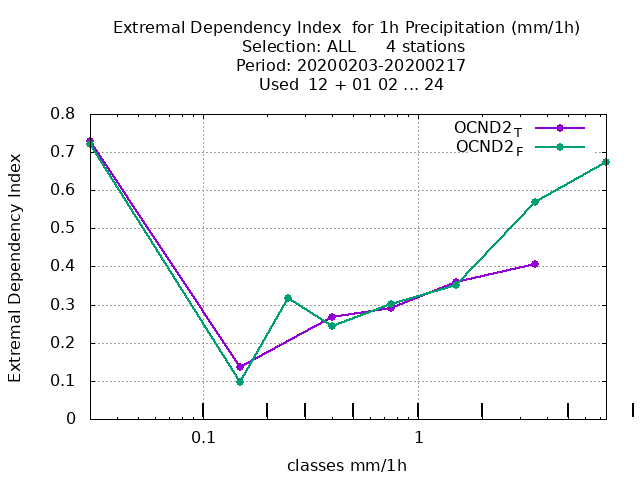 Extremal Dependency Index  for 1h Precipitation (mm/1h)
Selection: ALL      4 stations
Period: 20200203-20200217
Used  12 + 01 02 ... 24
OCND2T
OCND2F
Extremal Dependency Index
0.8
0.7
0.6
0.5
0.4
0.3
0.2
0.1
0
0.1 1
classes mm/1h